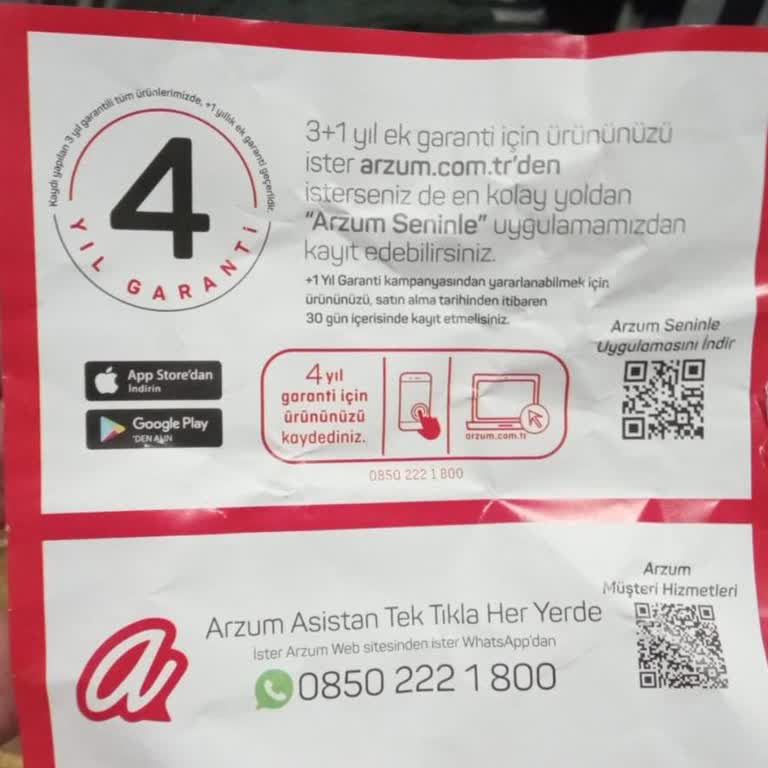 Kaydı yapılan 3 yıl garantili tüm ürünlerimizde, +1 yıllık ek garanti geçerlidir.
4
YIL GARANTİ
3+1 yıl ek garanti için ürününüzü
ister arzum.com.tr'den
isterseniz de en kolay yoldan
"Arzum Seninle" uygulamamızdan
kayıt edebilirsiniz.
+1 Yıl Garanti kampanyasından yararlanabilmek için
ürününüzü, satın alma tarihinden itibaren
30 gün içerisinde kayıt etmelisiniz.
Arzum Seninle
Uygulamasını İndir
App Store'dan
İndirin
Google Play
'DEN ALIN
4 yıl
garanti için
ürününüzü
kaydediniz.
arzum.com.tr
0850 222 1 800
Arzum
Müşteri Hizmetleri
a
Arzum Asistan Tek Tıkla Her Yerde
İster Arzum Web sitesinden ister WhatsApp'dan
0850 222 1 800